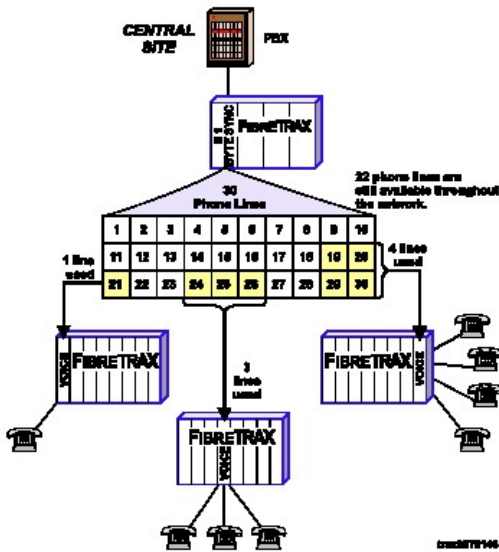 CENTRAL
SITE
PBX
E1
BYTE SYNC
FIBRETRAX
30
Phone Lines
22 phone lines are
still available throughout
the network.
1 2 3 4 5 6 7 8 9 10
11 12 13 14 15 16 17 18 19 20
21 22 23 24 25 26 27 28 29 30
1 line
used
4 lines
used
3
lines
used
VOICE
FIBRETRAX
FIBRETRAX
VOICE
FIBRETRAX
VOICE